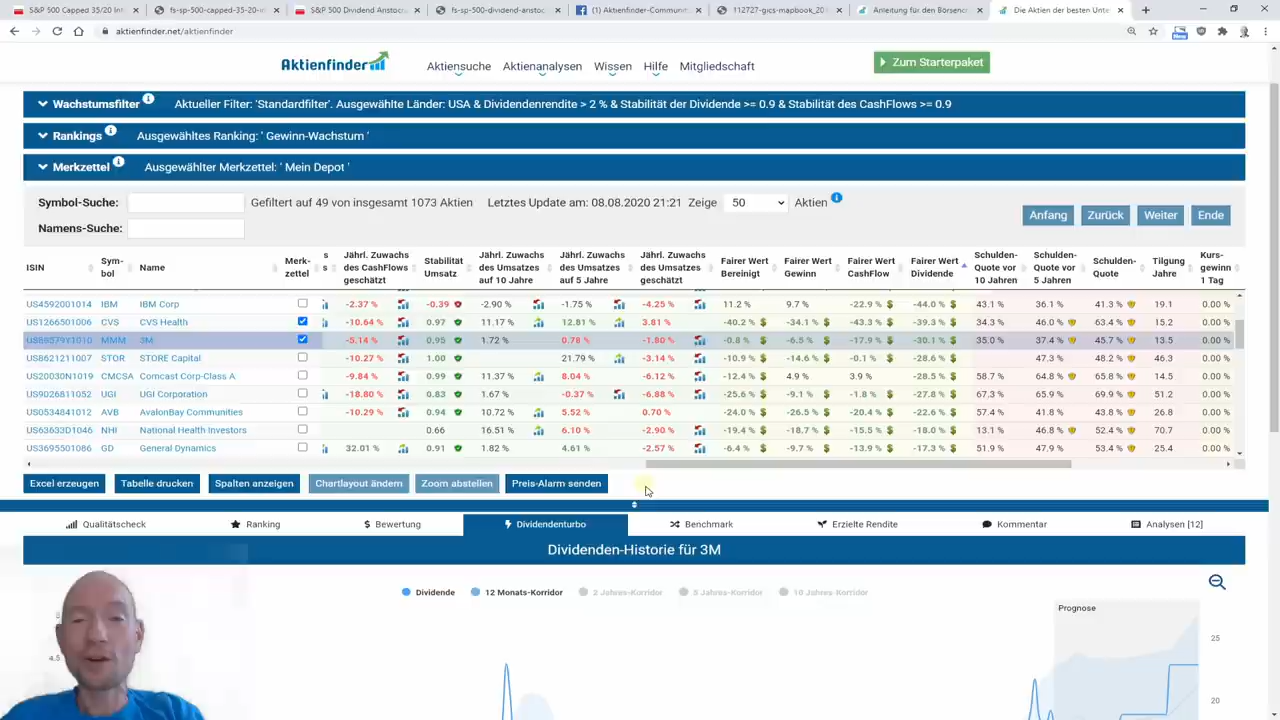 S&P 500 Capped 35/20 In
fs-sp-500-capped-35-20-in
S&P 500 Dividend Aristocra
fs-sp-500-dividend-aristoc
(1) Aktienfinder-Commun
112727-gics-mapbook_201
Anleitung für den Börsencr
Die Aktien der besten Unte
aktienfinder.net/aktienfinder
New
Aktienfinder
Aktiensuche
Aktienanalysen
Wissen
Hilfe
Mitgliedschaft
Zum Starterpaket
Wachstumsfilter Aktueller Filter: 'Standardfilter'. Ausgewählte Länder: USA & Dividendenrendite > 2 % & Stabilität der Dividende >= 0.9 & Stabilität des CashFlows >= 0.9
Rankings Ausgewähltes Ranking: ' Gewinn-Wachstum '
Merkzettel Ausgewählter Merkzettel: ' Mein Depot '
Symbol-Suche: Gefiltert auf 49 von insgesamt 1073 Aktien Letztes Update am: 08.08.2020 21:21 Zeige 50 Aktien
Namens-Suche:
Anfang Zurück Weiter Ende
ISIN Sym-bol Name Merk-zettel s s Jährl. Zuwachs des CashFlows geschätzt Stabilität Umsatz Jährl. Zuwachs des Umsatzes auf 10 Jahre Jährl. Zuwachs des Umsatzes auf 5 Jahre Jährl. Zuwachs des Umsatzes geschätzt Fairer Wert Bereinigt Fairer Wert Gewinn Fairer Wert CashFlow Fairer Wert Dividende Schulden-Quote vor 10 Jahren Schulden-Quote vor 5 Jahren Schulden-Quote Tilgung Jahre Kurs-gewinn 1 Tag
US4592001014 IBM IBM Corp -2.37 % -0.39 -2.90 % -1.75 % -4.25 % 11.2 % 9.7 % -22.9 % $ -44.0 % $ 43.1 % 36.1 % 41.3 % 19.1 0.00 %
US1266501006 CVS CVS Health -10.64 % 0.97 11.17 % 12.81 % 3.81 % -40.2 % $ -34.1 % $ -43.3 % $ -39.3 % $ 34.3 % 46.0 % 63.4 % 15.2 0.00 %
US88579Y1010 MMM 3M -5.14 % 0.95 1.72 % 0.78 % -1.80 % -0.8 % $ -6.5 % $ -17.9 % $ -30.1 % $ 35.0 % 37.4 % 45.7 % 13.5 0.00 %
US8621211007 STOR STORE Capital -10.27 % 1.00 21.79 % -3.14 % -10.9 % $ -14.6 % $ -0.1 % $ -28.6 % $ 47.3 % 48.2 % 46.3 0.00 %
US20030N1019 CMCSA Comcast Corp-Class A -9.84 % 0.99 11.37 % 8.04 % -6.12 % -12.4 % $ 4.9 % 3.9 % -28.5 % $ 58.7 % 64.8 % 65.8 % 14.5 0.00 %
US9026811052 UGI UGI Corporation -18.80 % 0.83 1.67 % -0.37 % -6.88 % -25.6 % $ -9.1 % $ -1.8 % $ -27.8 % $ 67.3 % 65.9 % 69.9 % 51.2 0.00 %
US0534841012 AVB AvalonBay Communities -10.29 % 0.94 10.72 % 5.52 % 0.70 % -24.0 % $ -26.5 % $ -20.4 % $ -22.6 % $ 57.4 % 41.8 % 43.8 % 26.8 0.00 %
US63633D1046 NHI National Health Investors 0.66 16.51 % 6.10 % -2.90 % -19.4 % $ -18.7 % $ -15.5 % $ -18.0 % $ 13.1 % 46.8 % 52.4 % 70.7 0.00 %
US3695501086 GD General Dynamics 32.01 % 0.91 1.82 % 4.61 % -2.57 % -6.4 % $ -9.7 % $ -13.9 % $ -17.3 % $ 51.9 % 47.9 % 53.4 % 25.4 0.00 %
Excel erzeugen Tabelle drucken Spalten anzeigen Chartlayout ändern Zoom abstellen Preis-Alarm senden
Qualitätscheck Ranking $ Bewertung Dividendenturbo Benchmark Erzielte Rendite Kommentar Analysen [12]
Dividenden-Historie für 3M
Dividende 12 Monats-Korridor 2 Jahres-Korridor 5 Jahres-Korridor 10 Jahres-Korridor
Prognose
25
4.5
20